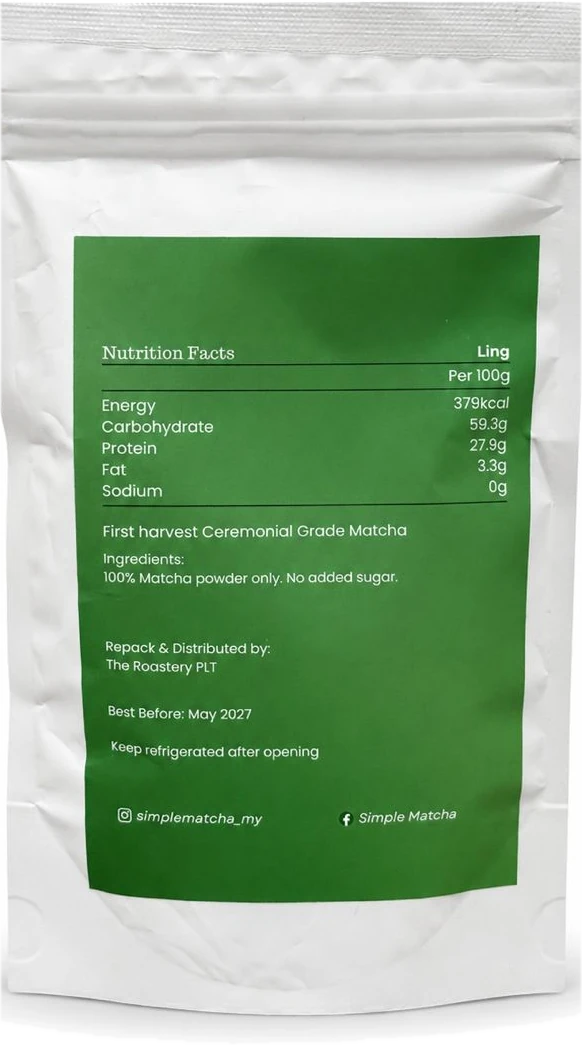 Nutrition Facts Ling
Per 100g
Energy 379kcal
Carbohydrate 59.3g
Protein 27.9g
Fat 3.3g
Sodium 0g
First harvest Ceremonial Grade Matcha
Ingredients:
100% Matcha powder only. No added sugar.
Repack & Distributed by:
The Roastery PLT
Best Before: May 2027
Keep refrigerated after opening
simplematcha_my Simple Matcha